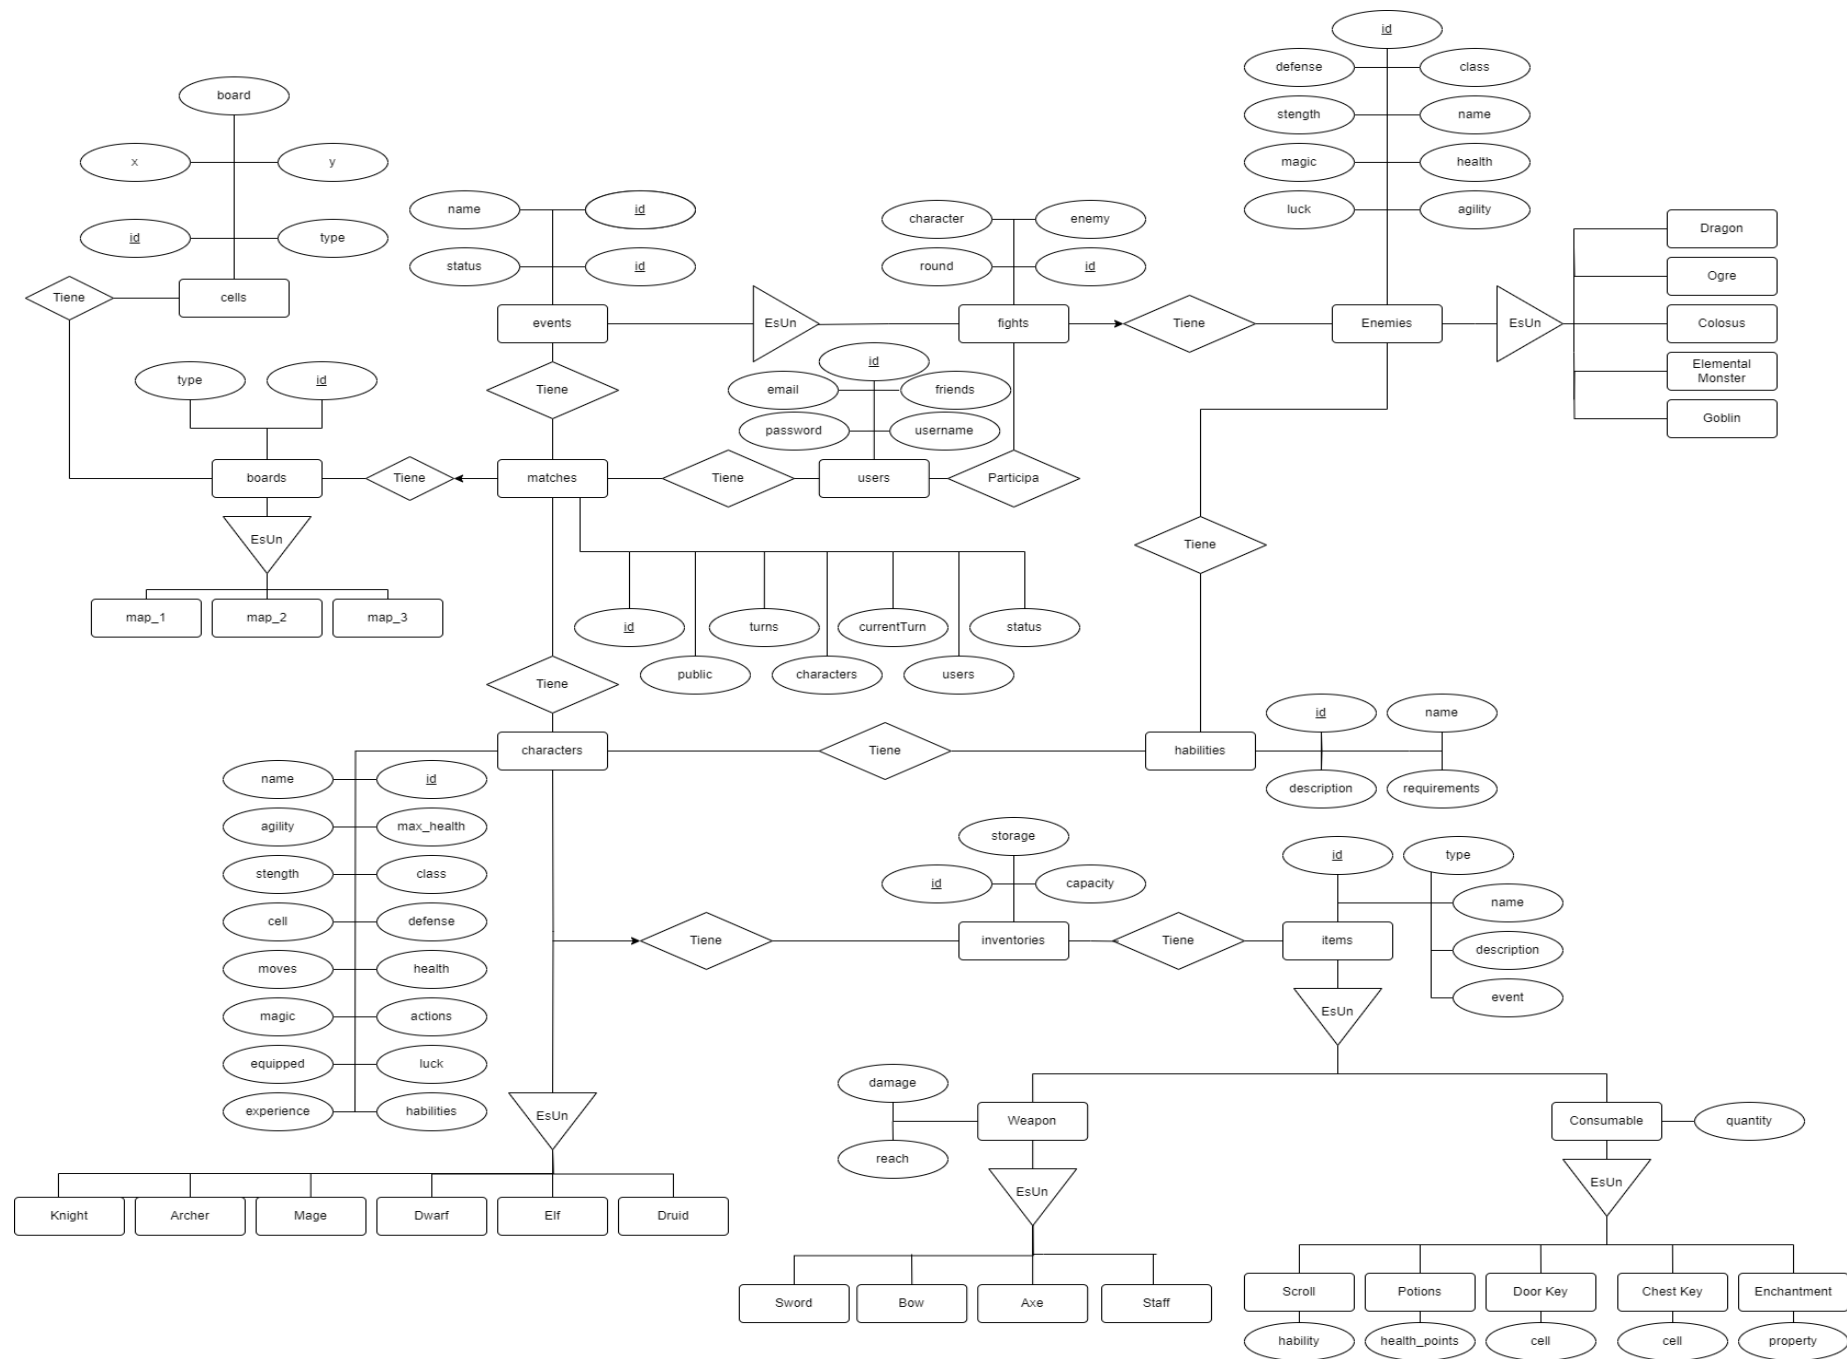 id
defense
class
board
stength
name
x
y
magic
health
name
id
luck
agility
character
enemy
id
type
status
id
round
id
Dragon
Ogre
Tiene
cells
events
EsUn
fights
Tiene
Enemies
EsUn
Colosus
id
Elemental
Monster
type
id
Tiene
email
friends
Goblin
password
username
boards
Tiene
matches
Tiene
users
Participa
EsUn
Tiene
map_1
map_2
map_3
id
turns
currentTurn
status
public
characters
users
Tiene
id
name
characters
Tiene
habilities
name
id
description
requirements
agility
max_health
storage
id
type
stength
class
id
capacity
name
cell
defense
Tiene
inventories
Tiene
items
description
moves
health
event
magic
actions
EsUn
equipped
luck
damage
experience
habilities
EsUn
Weapon
Consumable
quantity
reach
EsUn
EsUn
Knight
Archer
Mage
Dwarf
Elf
Druid
Sword
Bow
Axe
Staff
Scroll
Potions
Door Key
Chest Key
Enchantment
hability
health_points
cell
cell
property